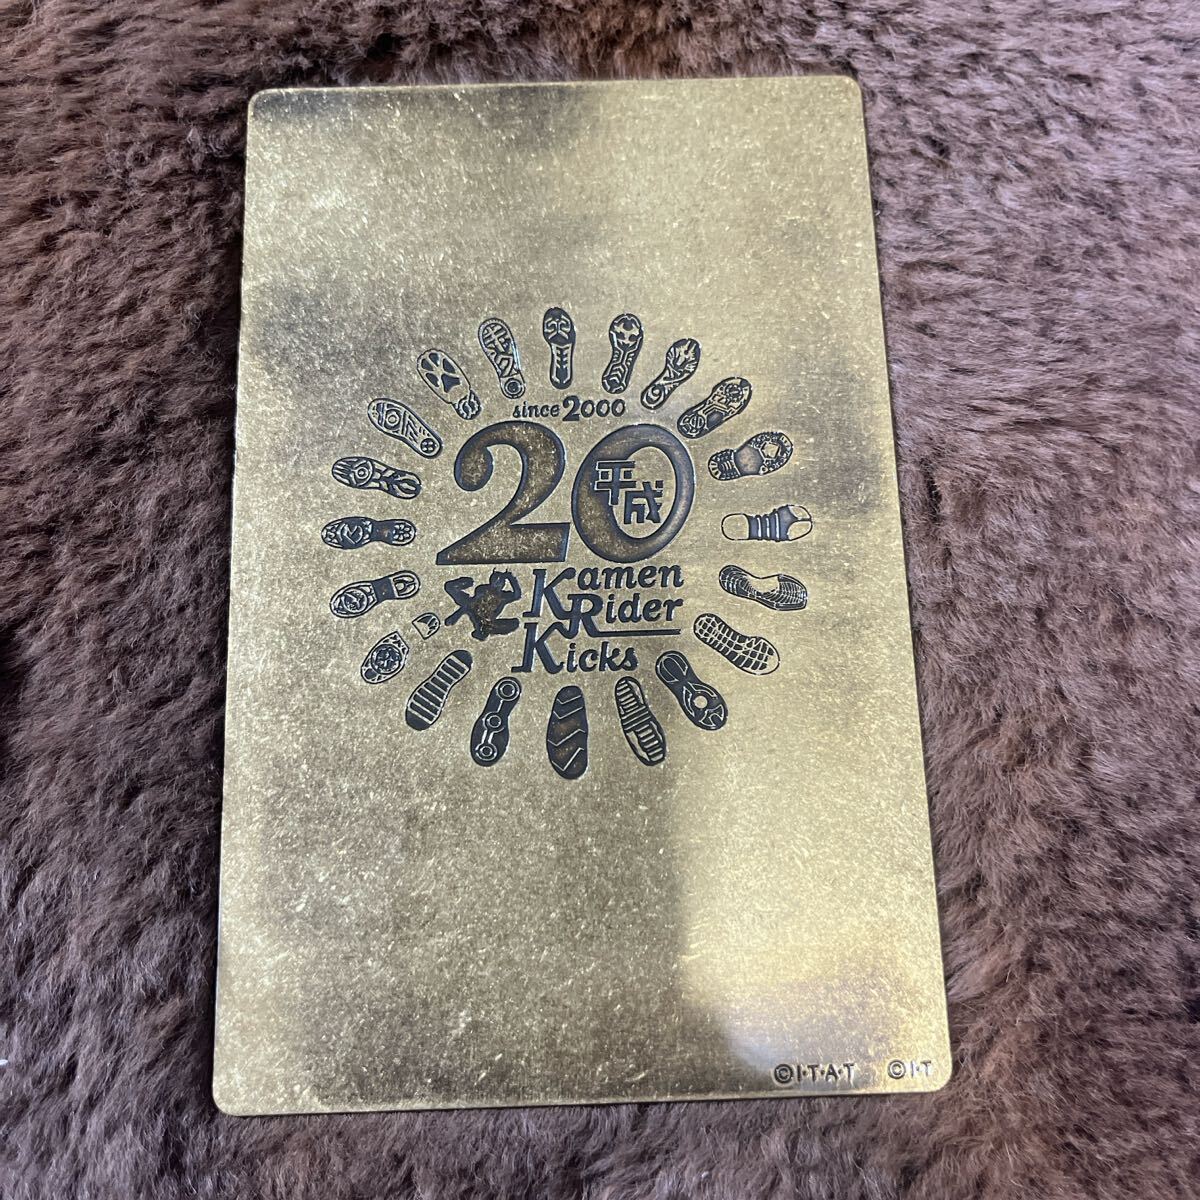 since 2000
20
平成
Kamen
Rider
Kicks
©I·T·A·T ©I·T